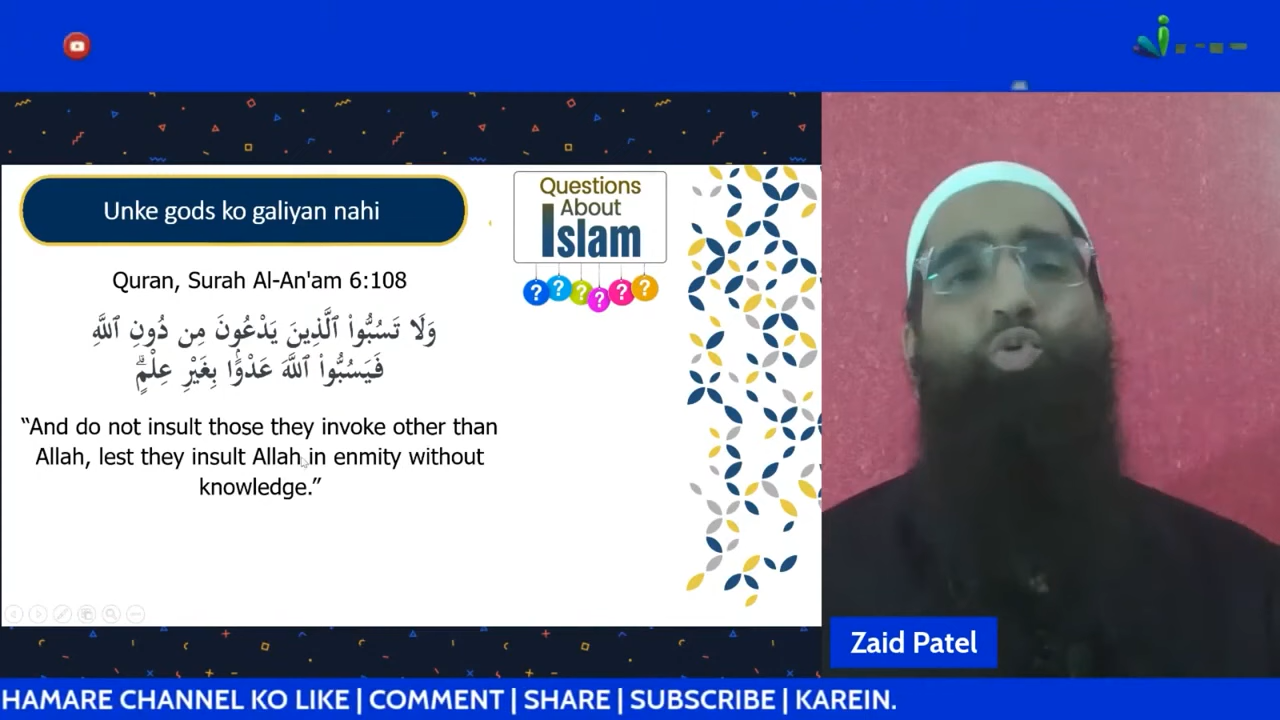 Unke gods ko galiyan nahi
Questions
About
Islam
Quran, Surah Al-An'am 6:108
وَلَا تَسُبُّوا۟ ٱلَّذِينَ يَدْعُونَ مِن دُونِ ٱللَّهِ
فَيَسُبُّوا۟ ٱللَّهَ عَدْوًۢا بِغَيْرِ عِلْمٍۢ ۗ
“And do not insult those they invoke other than
Allah, lest they insult Allah in enmity without
knowledge.”
? ? ? ? ? ?
Zaid Patel
HAMARE CHANNEL KO LIKE | COMMENT | SHARE | SUBSCRIBE | KAREIN.